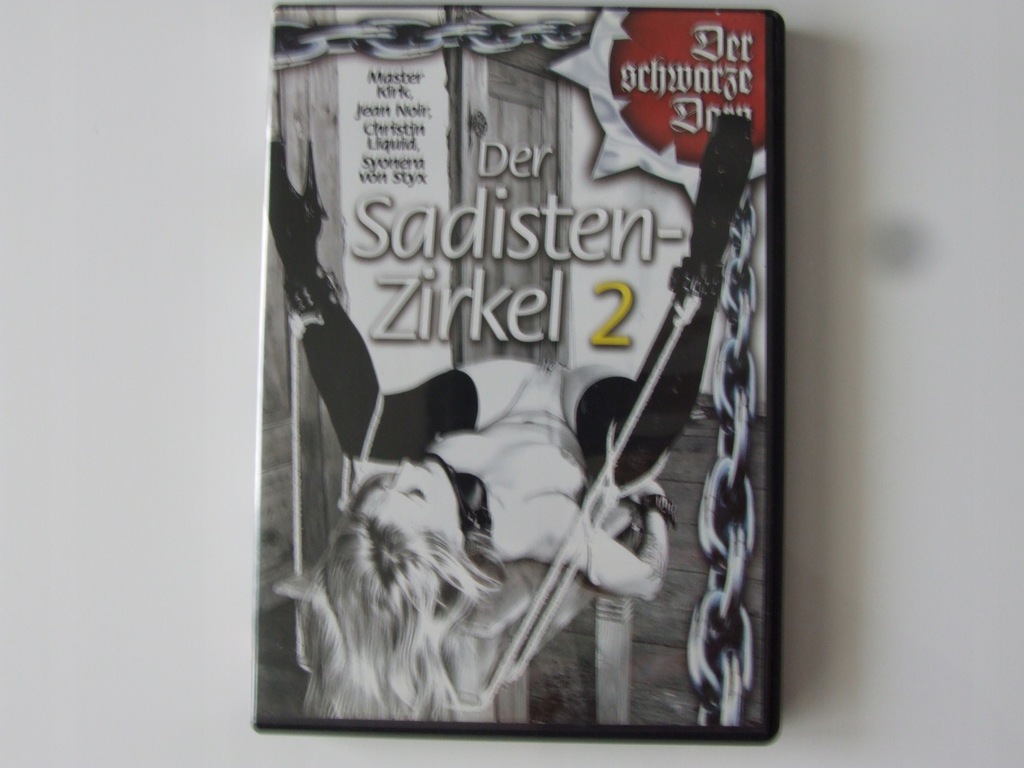 Master
Kirk,
Jean Noir,
Christin
Liquid,
Syonera
von Styx
Der
schwarze
Dorn
Der
Sadisten-
Zirkel 2